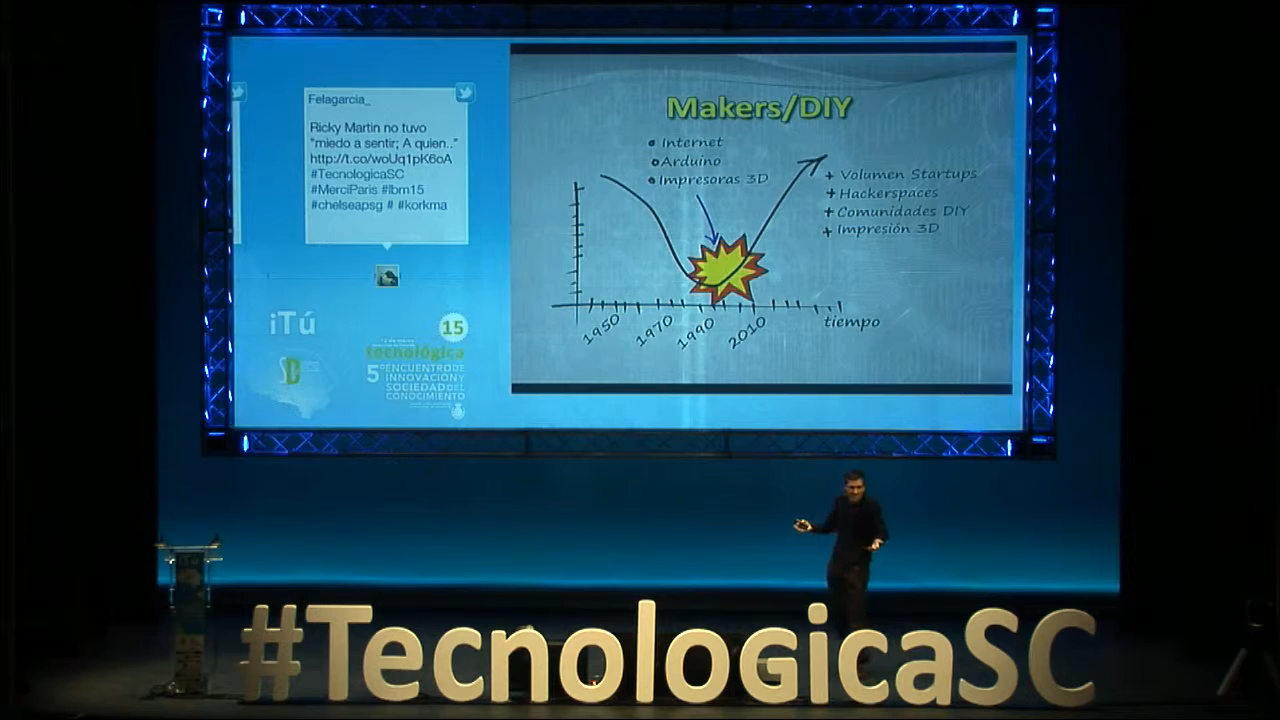 Felagarcia_
Ricky Martin no tuvo
"miedo a sentir; A quien.."
http://t.co/woUq1pK6oA
#TecnologicaSC
#MerciParis #lbm15
#chelseapsg # #korkma
iTú
15
tecnológica
5º ENCUENTRO DE
INNOVACIÓN Y
SOCIEDAD DEL
CONOCIMIENTO
Makers/DIY
Internet
Arduino
Impresoras 3D
+ Volumen Startups
+ Hackerspaces
+ Comunidades DIY
+ Impresión 3D
1950 1970 1990 2010 tiempo
#TecnologicaSC